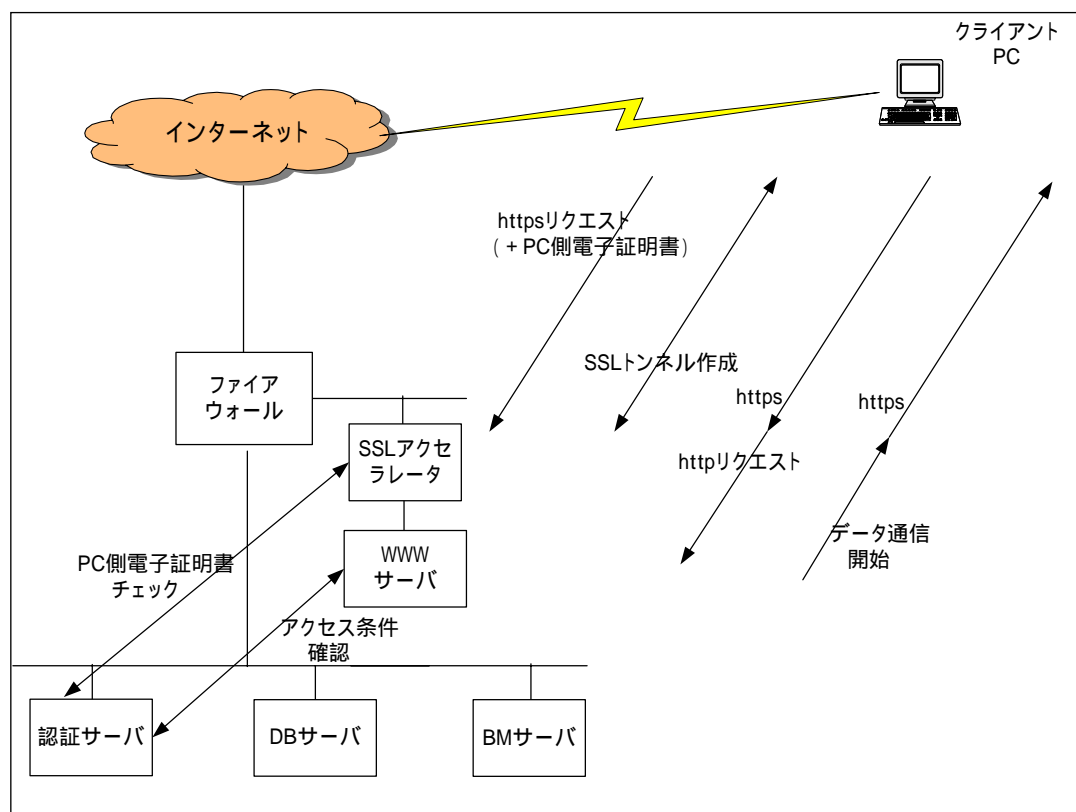 クライアント
PC
インターネット
httpsリクエスト
(+PC側電子証明書)
SSLトンネル作成
https
https
httpリクエスト
データ通信
開始
ファイア
ウォール
SSLアクセ
ラレータ
WWW
サーバ
PC側電子証明書
チェック
アクセス条件
確認
認証サーバ
DBサーバ
BMサーバ